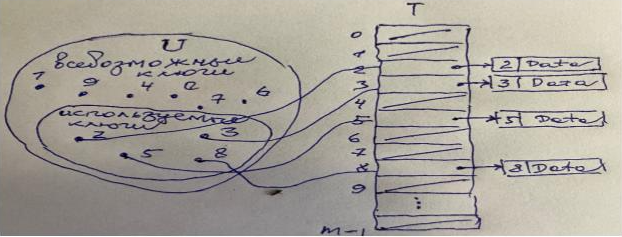 T
U
всевозможные
ключи
1 9 4 0 7 6
используемые
ключи
2 3
5 8
0
1
2
3
4
5
6
7
8
9
⋮
m-1
2 Data
3 Data
5 Data
8 Data